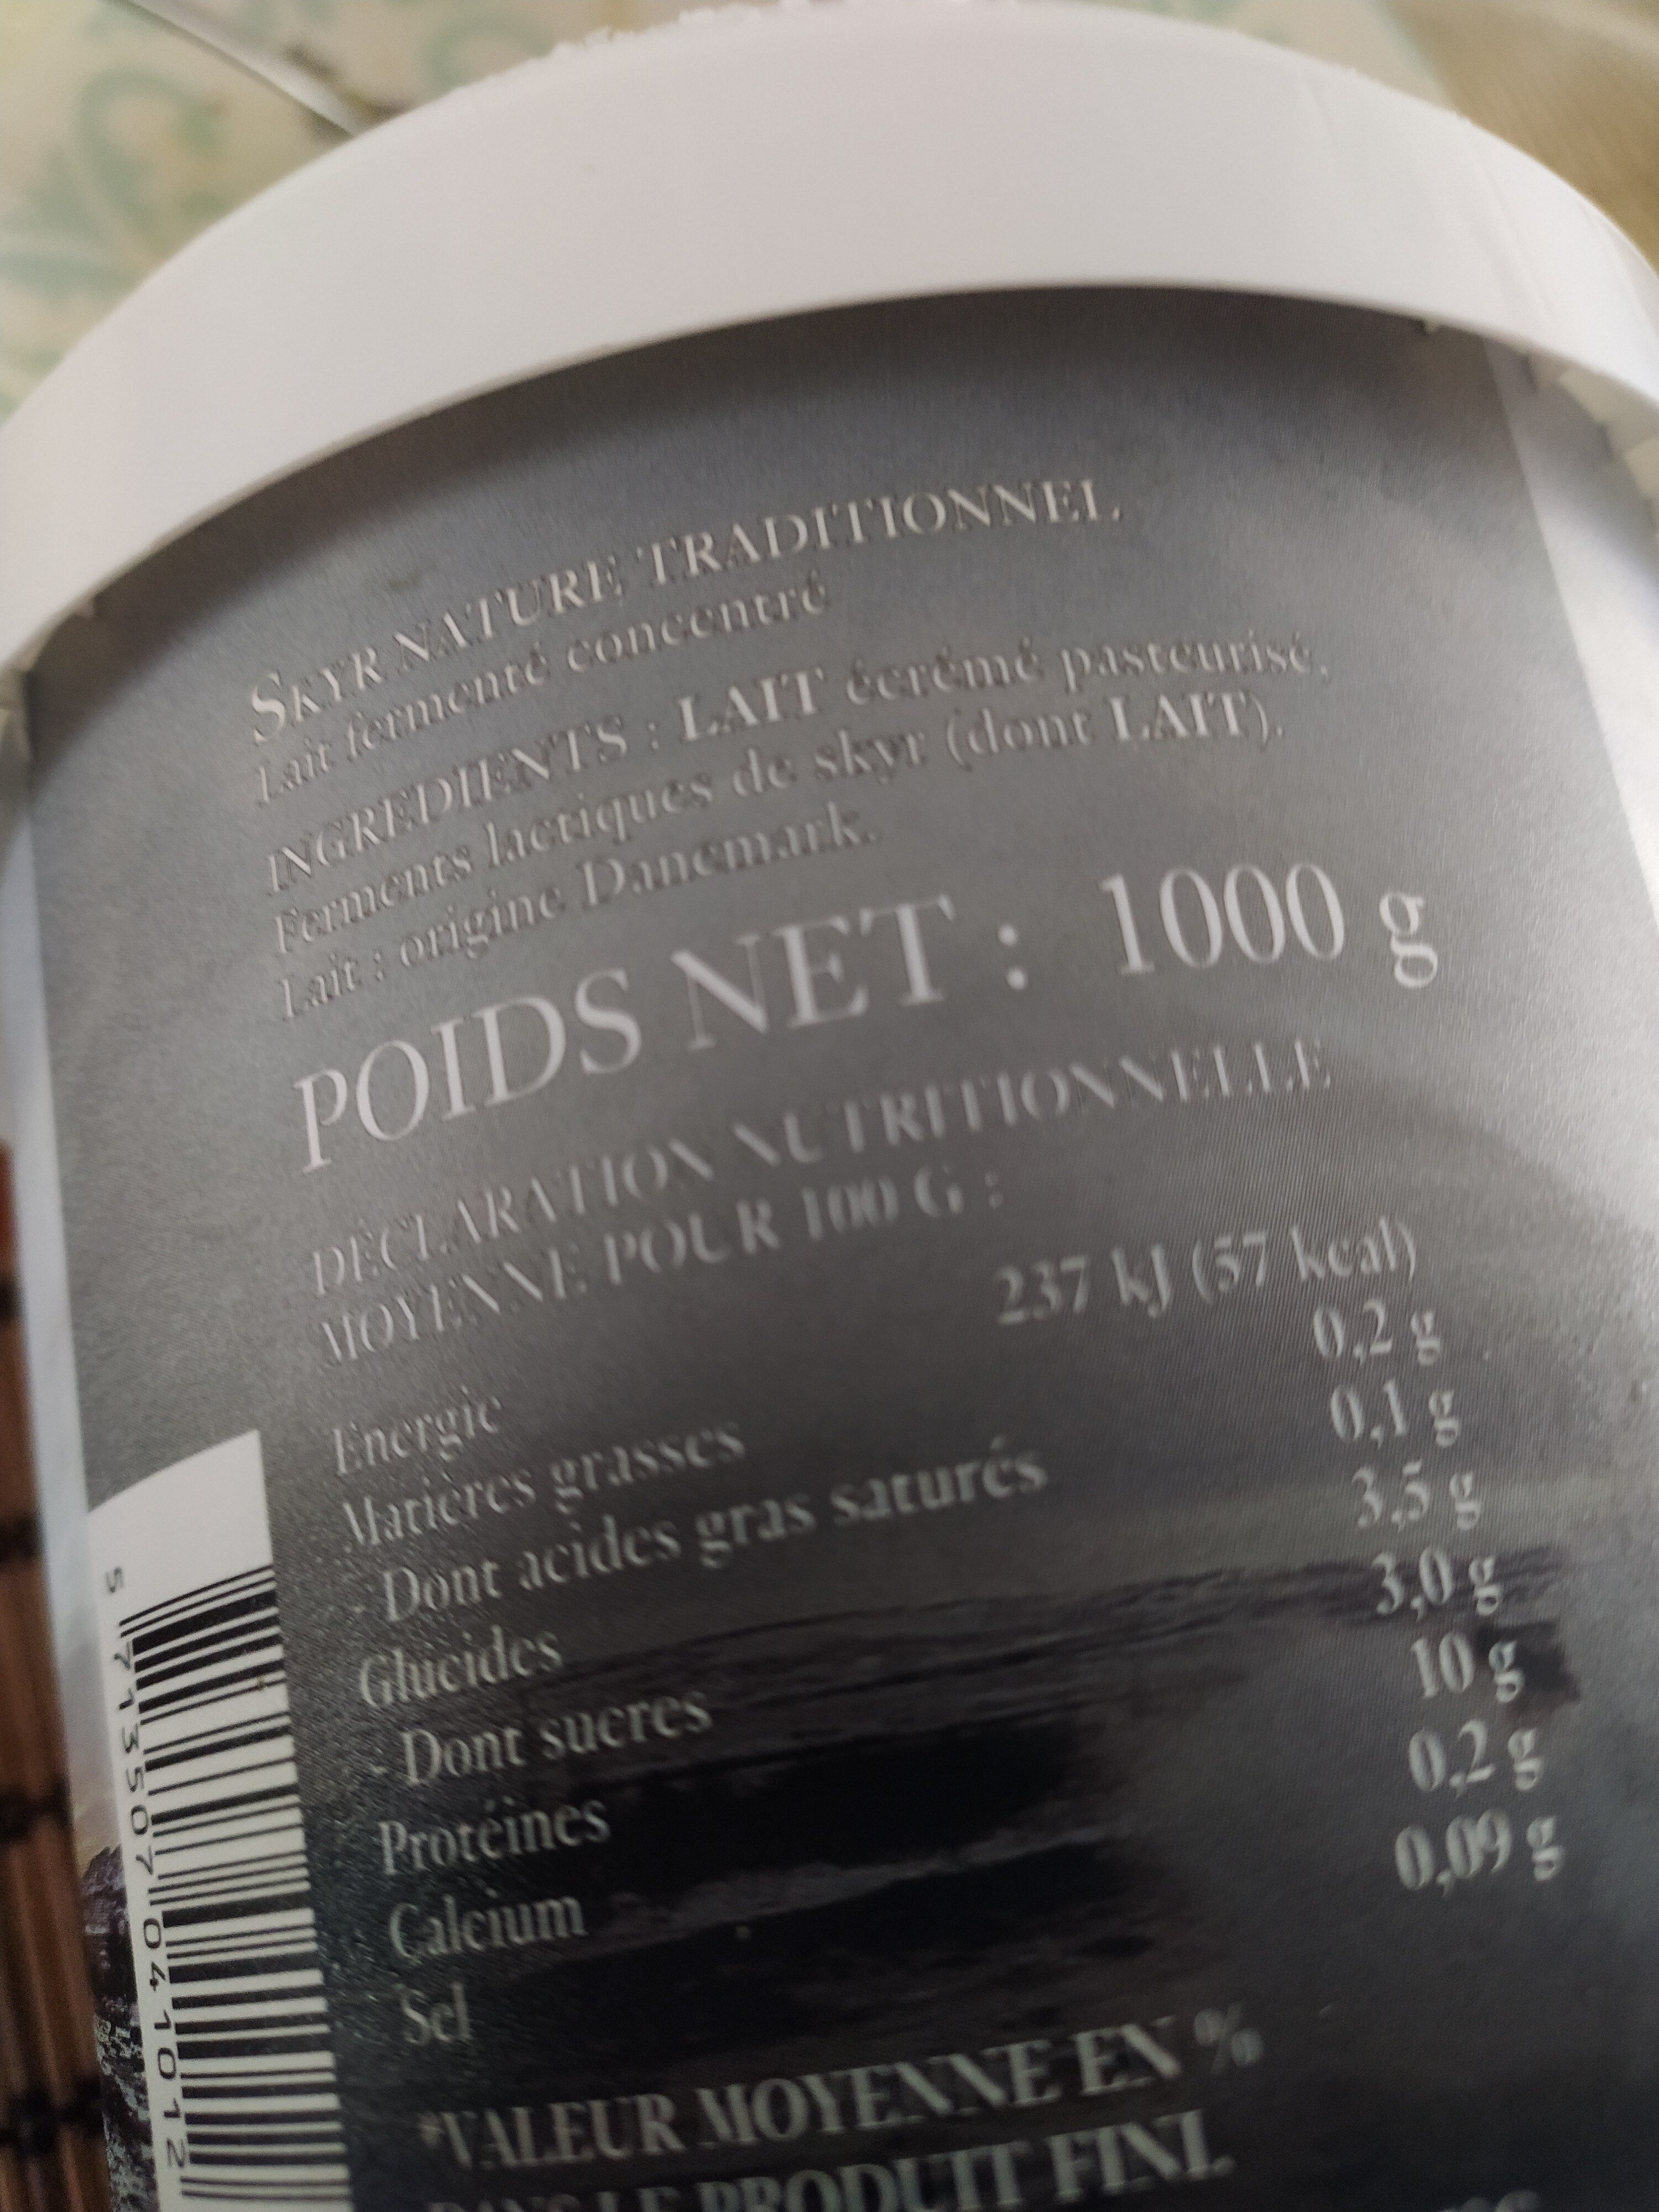 SKYR NATURE TRADITIONNEL
Lait fermenté concentré
INGREDIENTS : LAIT écrémé pasteurisé,
Ferments lactiques de skyr (dont LAIT).
Lait : origine Danemark.
POIDS NET : 1000 g
DÉCLARATION NUTRITIONNELLE
MOYENNE POUR 100 G :
Energie 237 kJ (57 kcal)
Matières grasses 0,2 g
- Dont acides gras saturés 0,1 g
Glucides 3,5 g
- Dont sucres 3,0 g
Protéines 10 g
Calcium 0,2 g
Sel 0,09 g
*VALEUR MOYENNE EN %
DANS LE PRODUIT FINI.
5 713507 041012